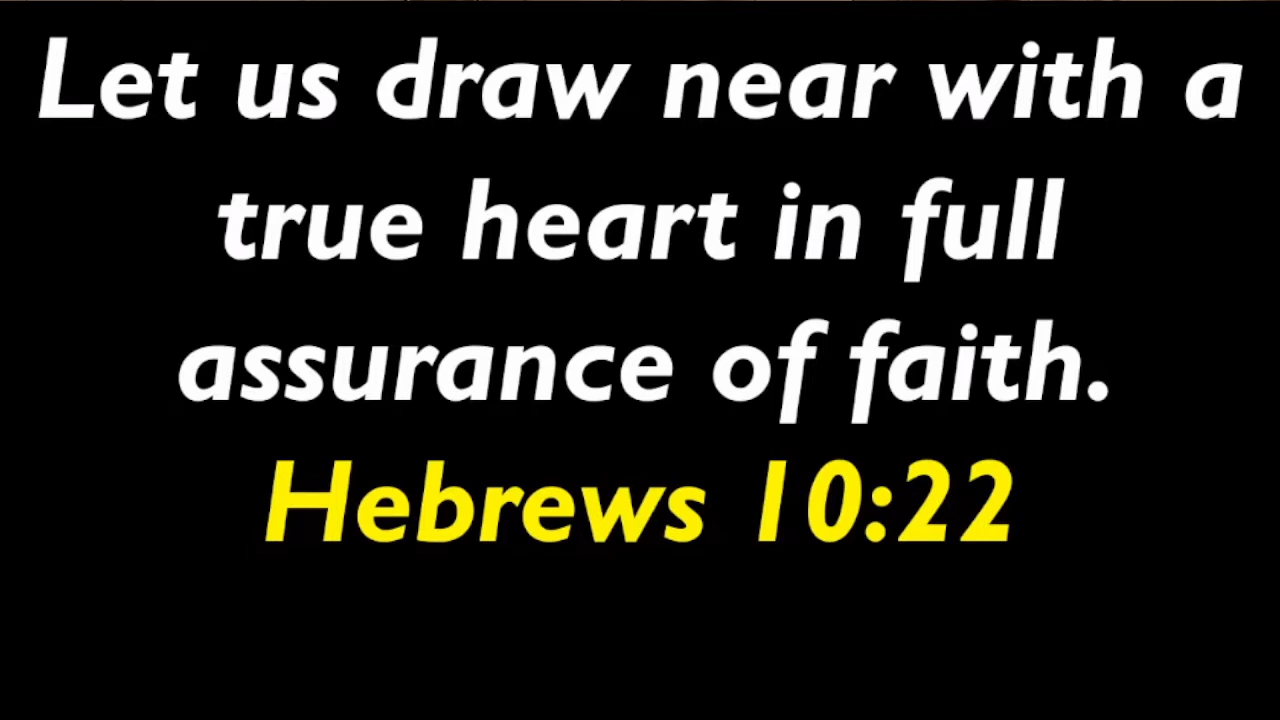 Let us draw near with a
true heart in full
assurance of faith.
Hebrews 10:22